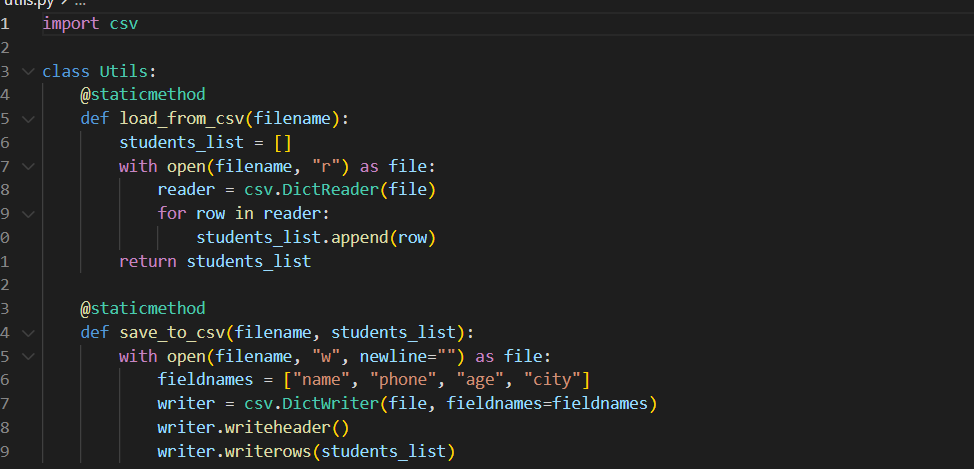 utils.py > ...
1 import csv
2
3 class Utils:
4     @staticmethod
5     def load_from_csv(filename):
6         students_list = []
7         with open(filename, "r") as file:
8             reader = csv.DictReader(file)
9             for row in reader:
0                 students_list.append(row)
1         return students_list
2
3     @staticmethod
4     def save_to_csv(filename, students_list):
5         with open(filename, "w", newline="") as file:
6             fieldnames = ["name", "phone", "age", "city"]
7             writer = csv.DictWriter(file, fieldnames=fieldnames)
8             writer.writeheader()
9             writer.writerows(students_list)